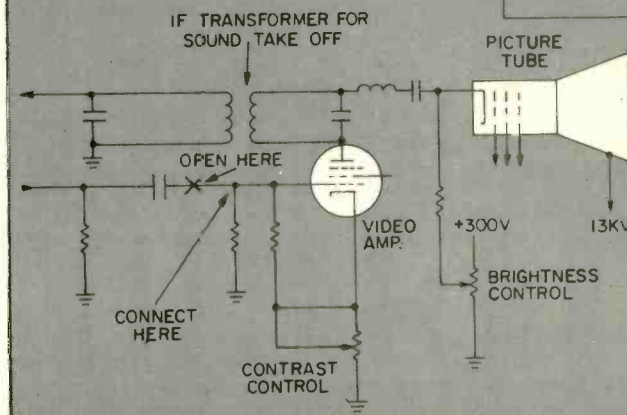 IF TRANSFORMER FOR
SOUND TAKE OFF
PICTURE
TUBE
OPEN HERE
VIDEO
AMP.
+300V
13KV
BRIGHTNESS
CONTROL
CONNECT
HERE
CONTRAST
CONTROL